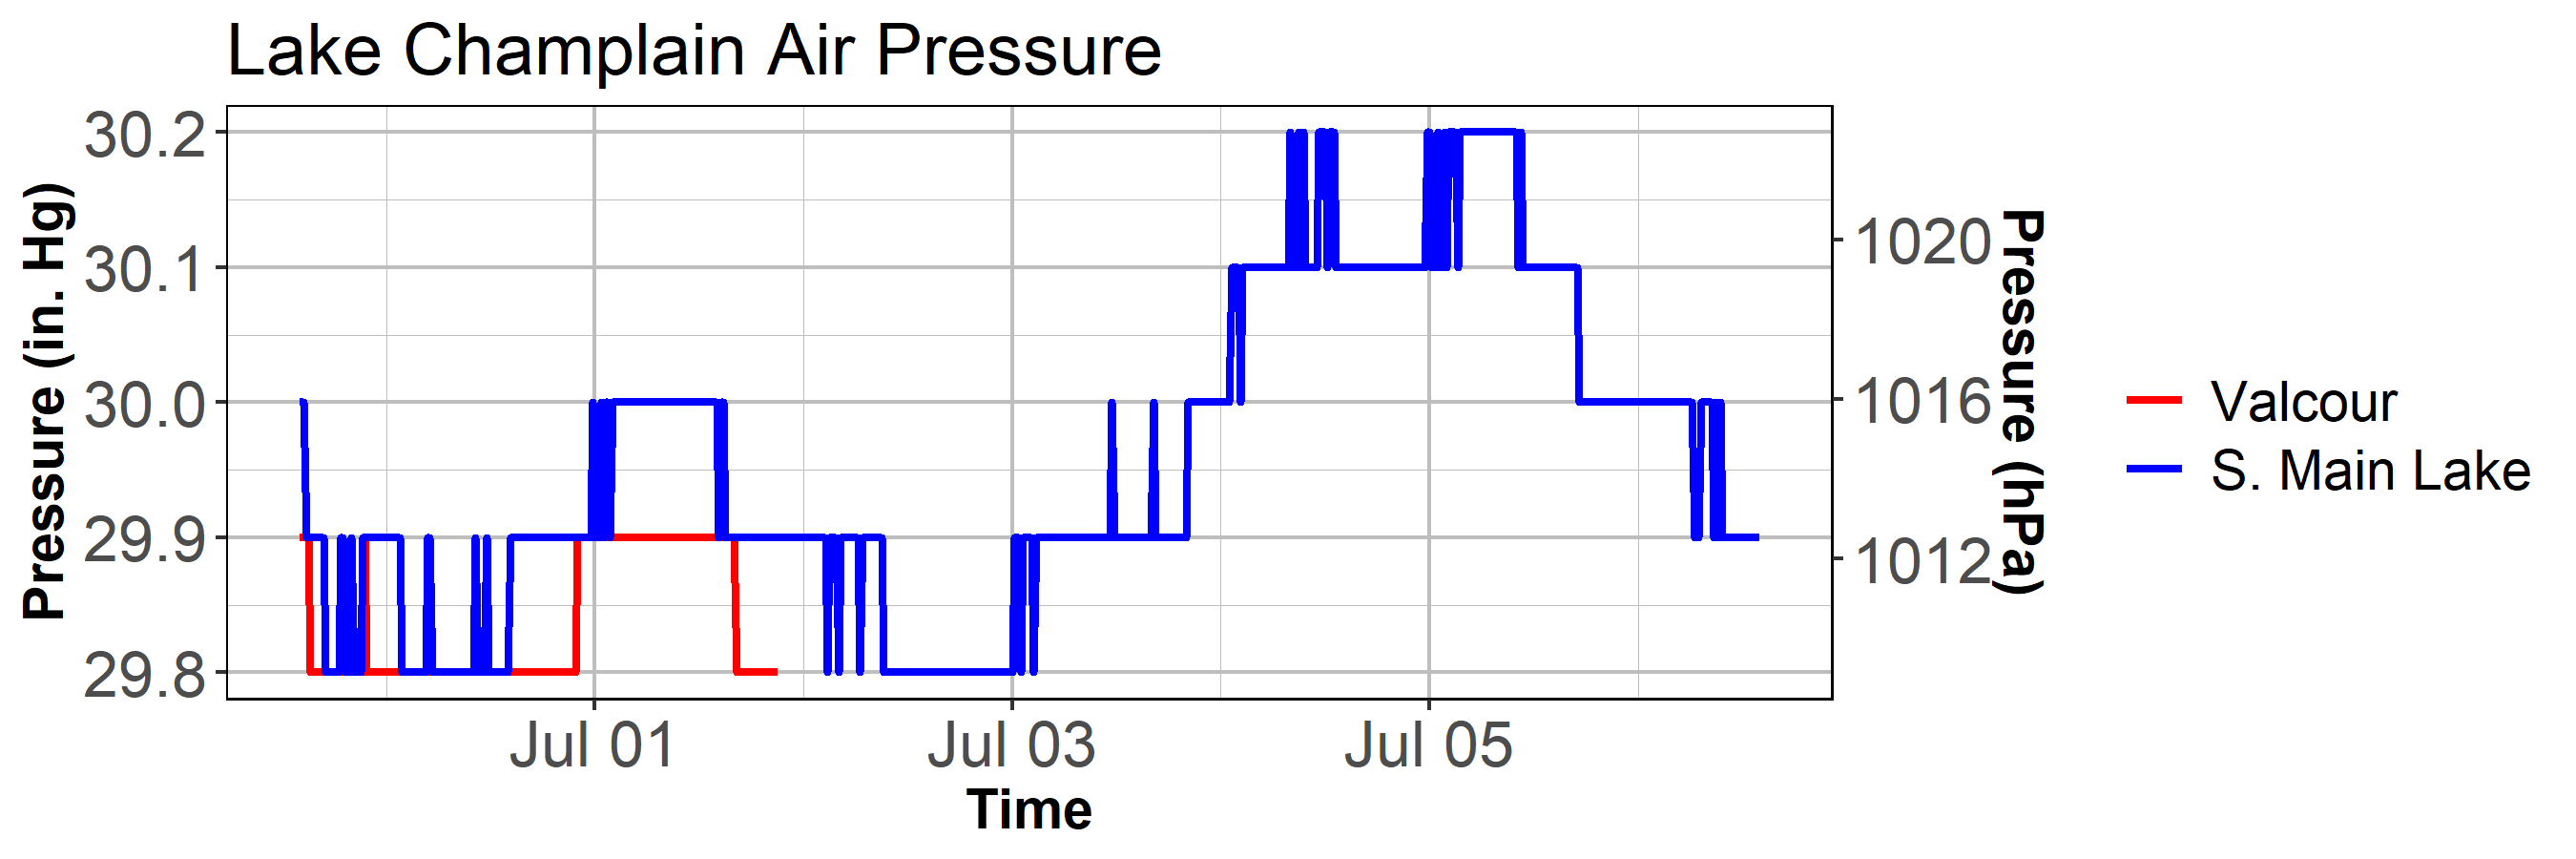 Lake Champlain Air Pressure
Pressure (in. Hg)
30.2
30.1
30.0
29.9
29.8
1020
1016
1012
Pressure (hPa)
Jul 01
Jul 03
Jul 05
Time
Valcour
S. Main Lake